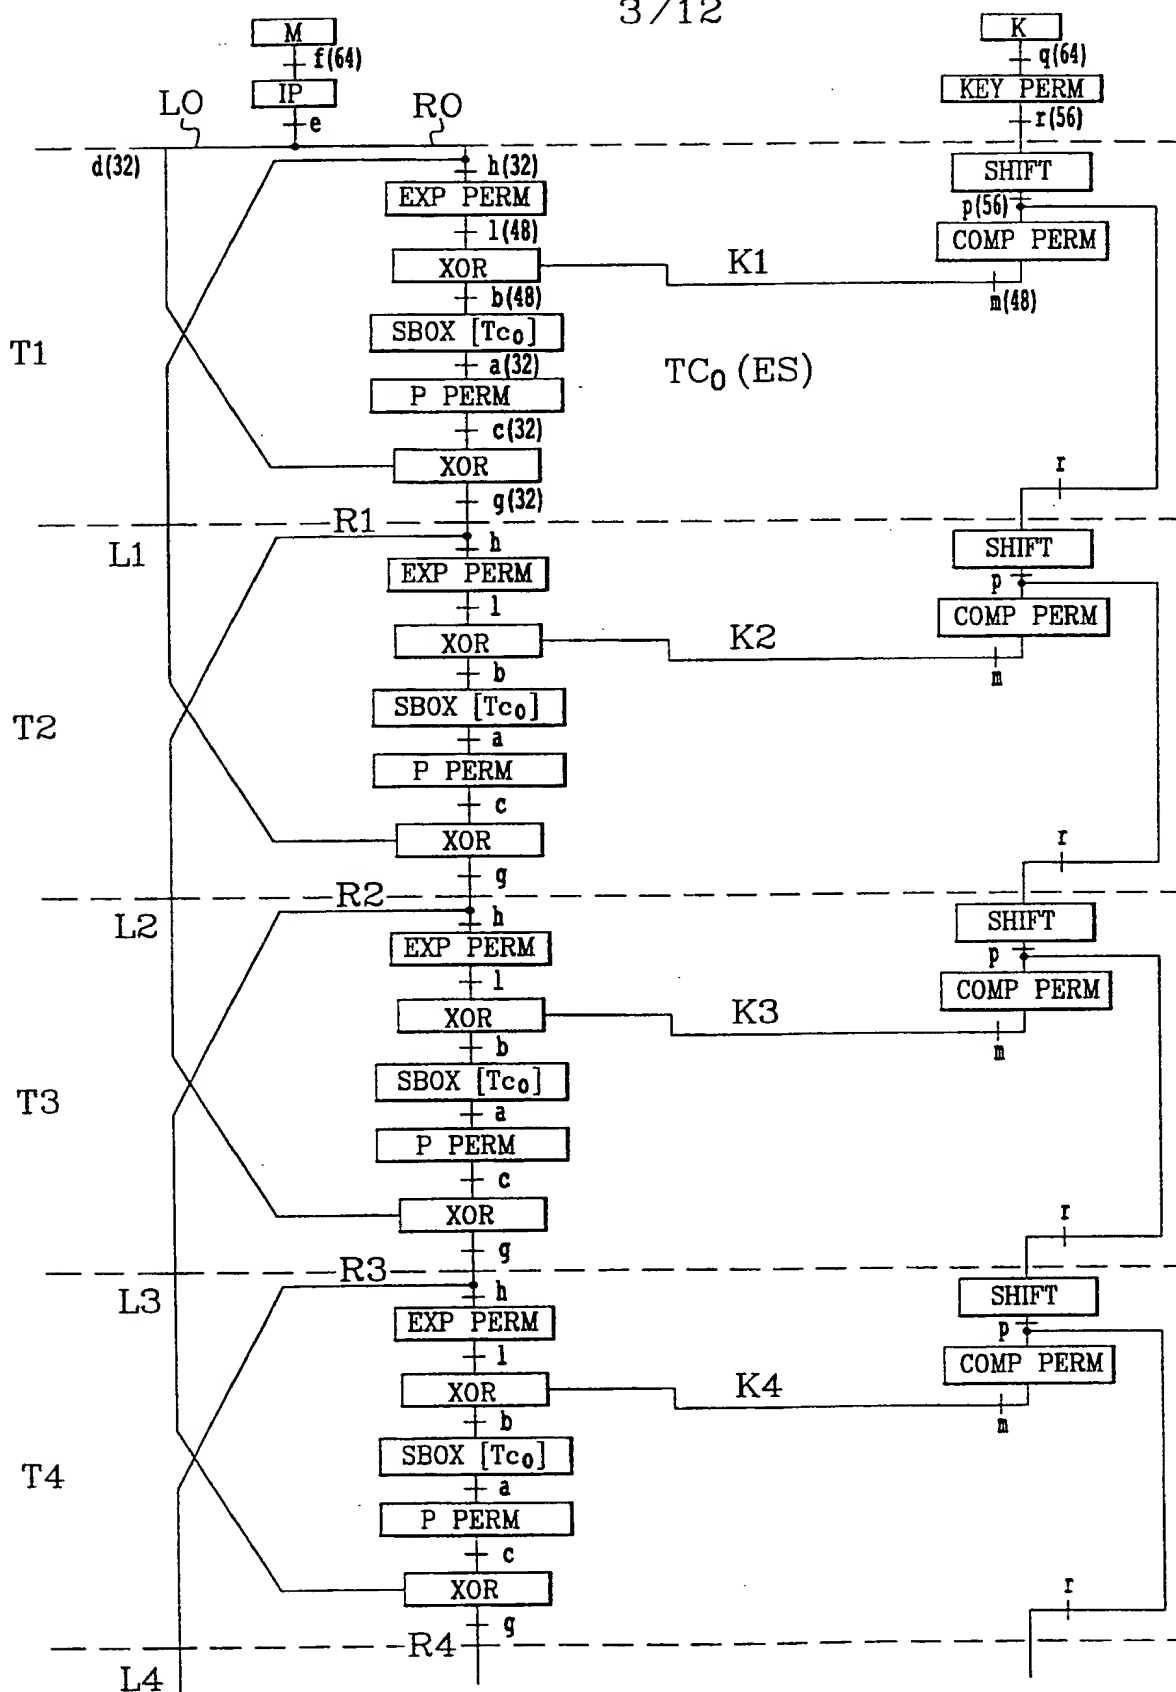 3/12
M K
f(64) q(64)
IP KEY PERM
L0 R0 e r(56)
d(32) h(32) SHIFT
EXP PERM p(56)
l(48) COMP PERM
XOR K1 m(48)
b(48)
SBOX [Tc0]
T1 a(32) TC0 (ES)
P PERM
c(32)
XOR r
g(32)
R1
L1 h SHIFT
EXP PERM p
l COMP PERM
XOR K2 m
b
SBOX [Tc0]
T2 a
P PERM
c
XOR r
g
R2
L2 h SHIFT
EXP PERM p
l COMP PERM
XOR K3 m
b
SBOX [Tc0]
T3 a
P PERM
c
XOR r
g
R3
L3 h SHIFT
EXP PERM p
l COMP PERM
XOR K4 m
b
SBOX [Tc0]
T4 a
P PERM
c
XOR r
g
R4
L4